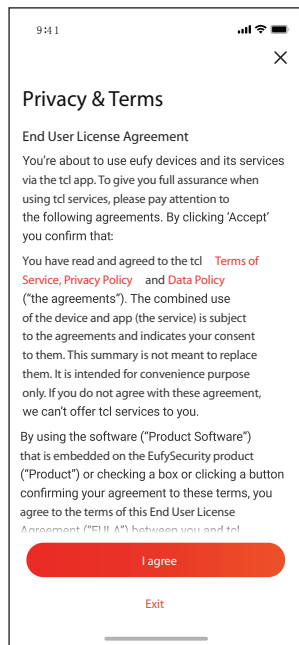 9:41
Privacy & Terms
End User License Agreement
You're about to use eufy devices and its services
via the tcl app. To give you full assurance when
using tcl services, please pay attention to
the following agreements. By clicking 'Accept'
you confirm that:
You have read and agreed to the tcl Terms of
Service, Privacy Policy and Data Policy
("the agreements"). The combined use
of the device and app (the service) is subject
to the agreements and indicates your consent
to them. This summary is not meant to replace
them. It is intended for convenience purpose
only. If you do not agree with these agreement,
we can't offer tcl services to you.
By using the software ("Product Software")
that is embedded on the EufySecurity product
("Product") or checking a box or clicking a button
confirming your agreement to these terms, you
agree to the terms of this End User License
Agreement ("EULA") between you and tcl
I agree
Exit